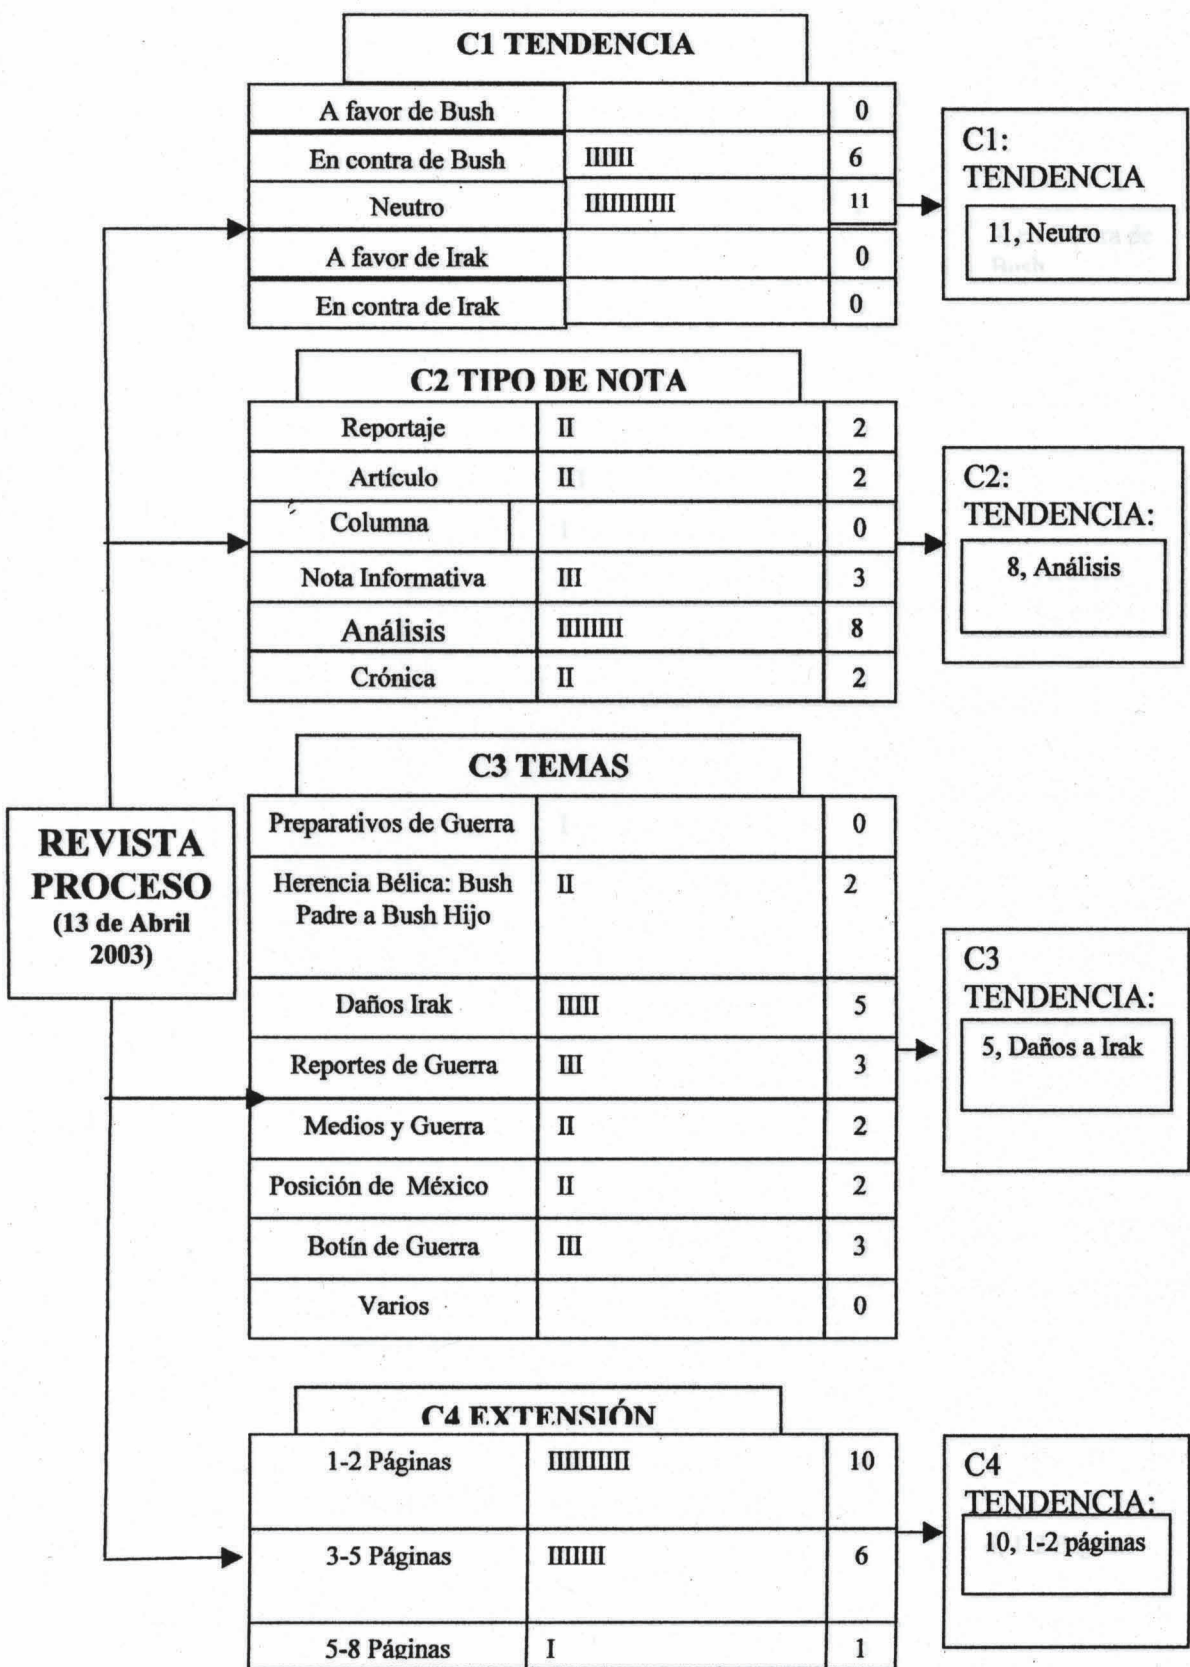 C1 TENDENCIA
A favor de Bush 0
En contra de Bush IIIIII 6
Neutro IIIIIIIIIII 11
A favor de Irak 0
En contra de Irak 0
C1:
TENDENCIA
11, Neutro
C2 TIPO DE NOTA
Reportaje II 2
Artículo II 2
Columna 0
Nota Informativa III 3
Análisis IIIIIIII 8
Crónica II 2
C2:
TENDENCIA:
8, Análisis
REVISTA
PROCESO
(13 de Abril
2003)
C3 TEMAS
Preparativos de Guerra 0
Herencia Bélica: Bush II 2
Padre a Bush Hijo
Daños Irak IIIII 5
Reportes de Guerra III 3
Medios y Guerra II 2
Posición de México II 2
Botín de Guerra III 3
Varios 0
C3
TENDENCIA:
5, Daños a Irak
C4 EXTENSIÓN
1-2 Páginas IIIIIIIIII 10
3-5 Páginas IIIIIII 6
5-8 Páginas I 1
C4
TENDENCIA:
10, 1-2 páginas